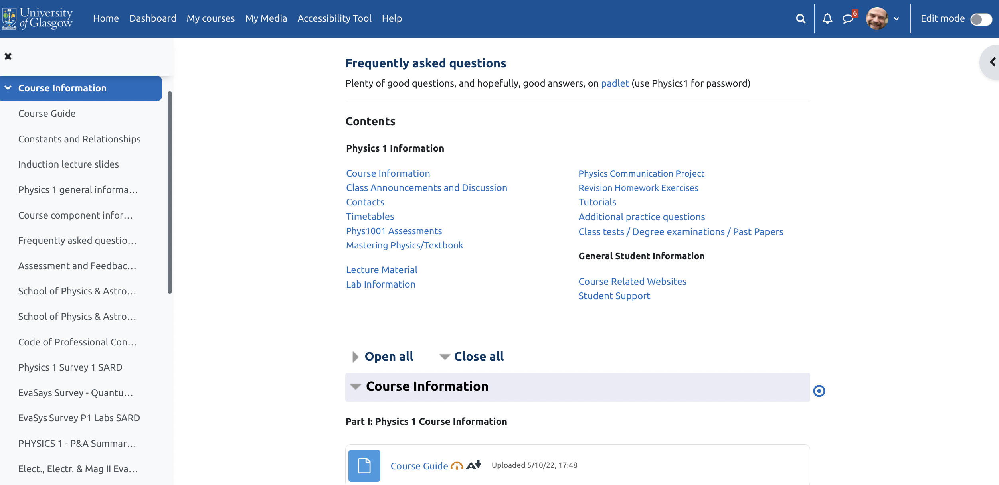 University
of Glasgow
Home Dashboard My courses My Media Accessibility Tool Help
6
Edit mode
Course Information
Course Guide
Constants and Relationships
Induction lecture slides
Physics 1 general informa...
Course component infor...
Frequently asked questio...
Assessment and Feedbac...
School of Physics & Astro...
School of Physics & Astro...
Code of Professional Con...
Physics 1 Survey 1 SARD
EvaSays Survey - Quantu...
EvaSys Survey P1 Labs SARD
PHYSICS 1 - P&A Summar...
Elect., Electr. & Mag II Eva...
Frequently asked questions
Plenty of good questions, and hopefully, good answers, on padlet (use Physics1 for password)
Contents
Physics 1 Information
Course Information
Class Announcements and Discussion
Contacts
Timetables
Phys1001 Assessments
Mastering Physics/Textbook
Lecture Material
Lab Information
Physics Communication Project
Revision Homework Exercises
Tutorials
Additional practice questions
Class tests / Degree examinations / Past Papers
General Student Information
Course Related Websites
Student Support
Open all Close all
Course Information
Part I: Physics 1 Course Information
Course Guide Uploaded 5/10/22, 17:48